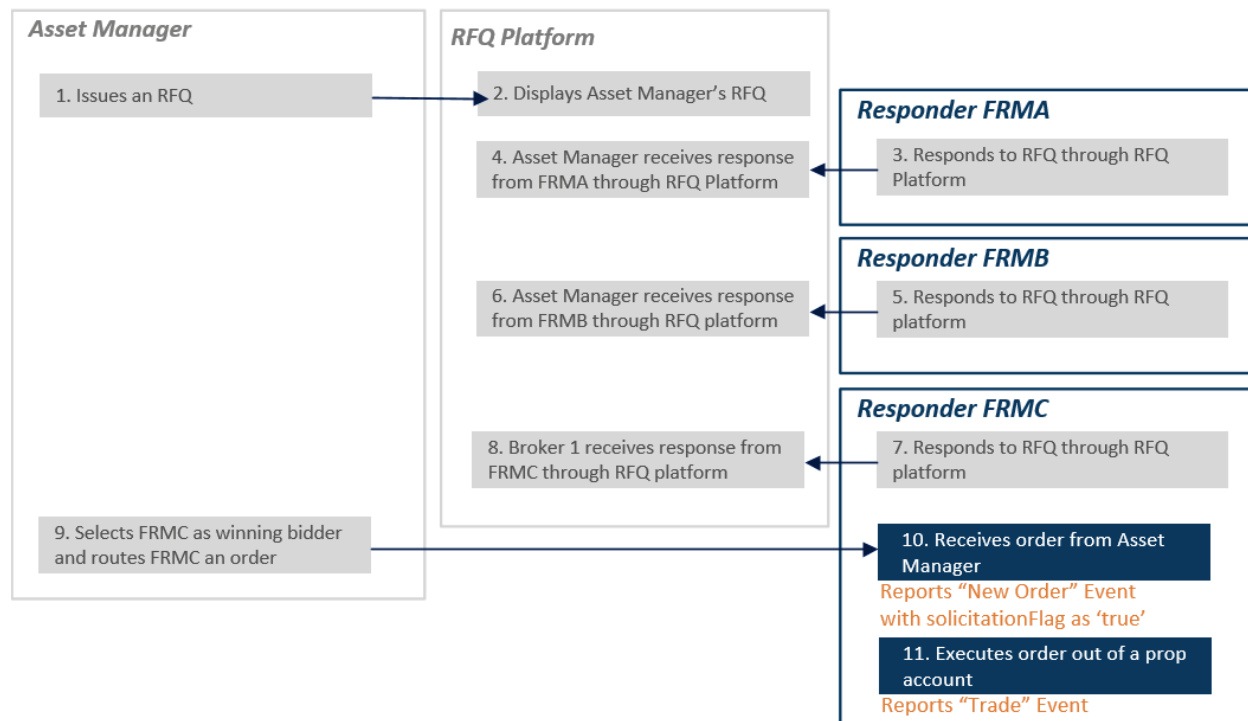 Asset Manager
RFQ Platform
1. Issues an RFQ
2. Displays Asset Manager's RFQ
Responder FRMA
4. Asset Manager receives response
from FRMA through RFQ Platform
3. Responds to RFQ through RFQ
Platform
Responder FRMB
6. Asset Manager receives response
from FRMB through RFQ platform
5. Responds to RFQ through RFQ
platform
Responder FRMC
8. Broker 1 receives response from
FRMC through RFQ platform
7. Responds to RFQ through RFQ
platform
9. Selects FRMC as winning bidder
and routes FRMC an order
10. Receives order from Asset
Manager
Reports “New Order” Event
with solicitationFlag as ‘true’
11. Executes order out of a prop
account
Reports “Trade” Event